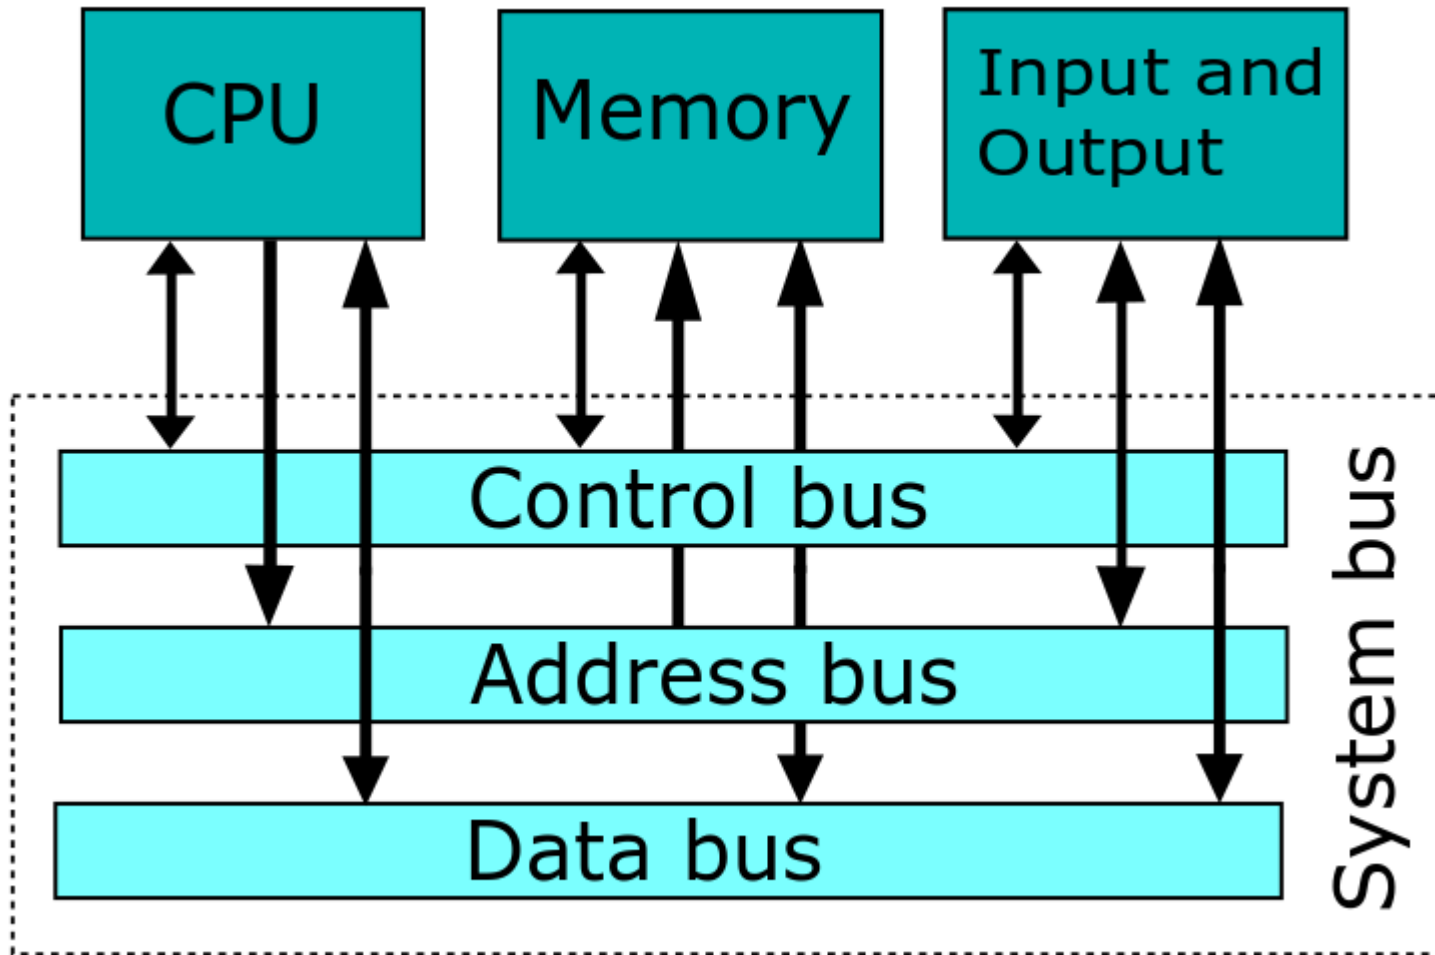 CPU
Memory
Input and
Output
Control bus
Address bus
Data bus
System bus